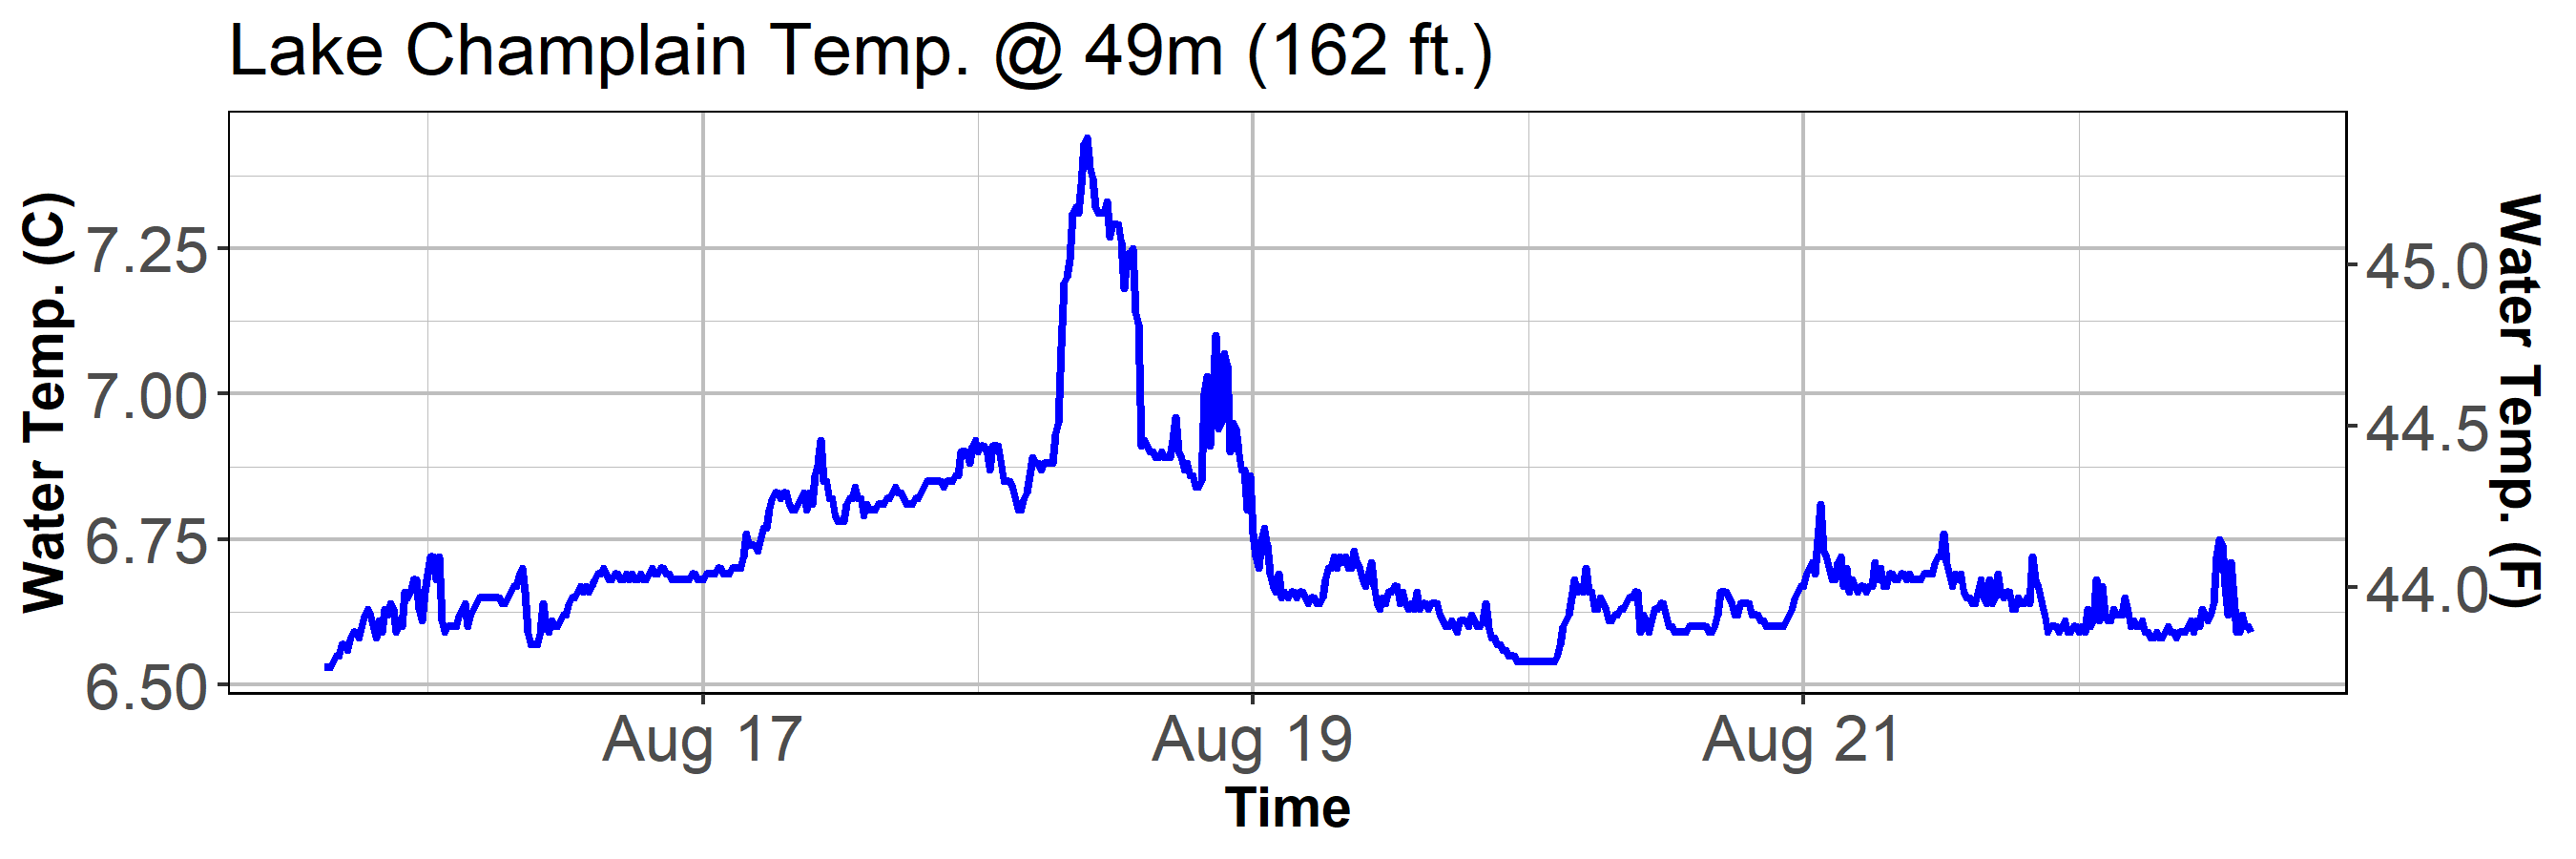 Lake Champlain Temp. @ 49m (162 ft.)
Water Temp. (C)
7.25
7.00
6.75
6.50
45.0
44.5
44.0
Water Temp. (F)
Aug 17 Aug 19 Aug 21
Time